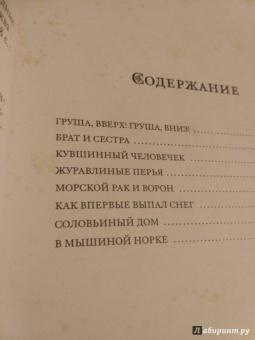 СОДЕРЖАНИЕ
ГРУША, ВВЕРХ! ГРУША, ВНИЗ!
БРАТ И СЕСТРА
КУВШИННЫЙ ЧЕЛОВЕЧЕК
ЖУРАВЛИНЫЕ ПЕРЬЯ
МОРСКОЙ РАК И ВОРОН
КАК ВПЕРВЫЕ ВЫПАЛ СНЕГ
СОЛОВЬИНЫЙ ДОМ
В МЫШИНОЙ НОРКЕ
Лабиринт.ру